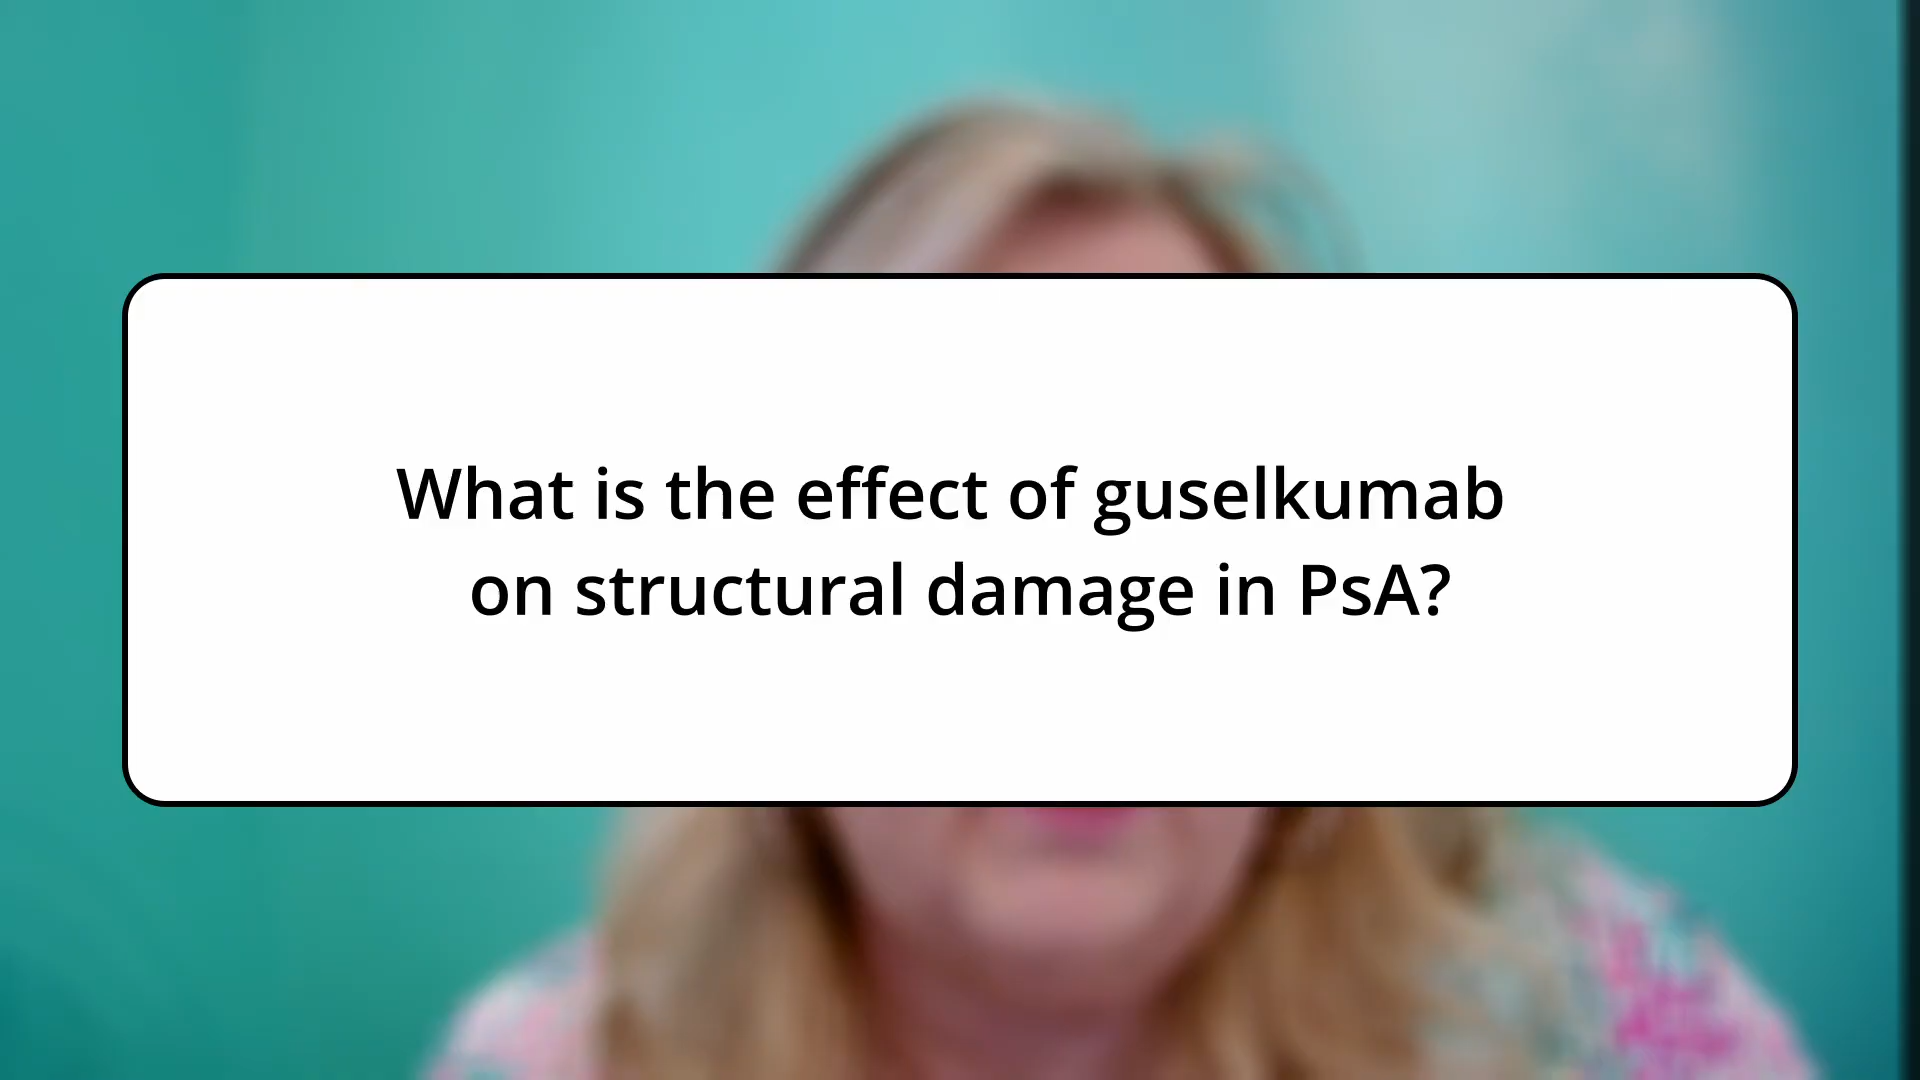 What is the effect of guselkumab
on structural damage in PsA?